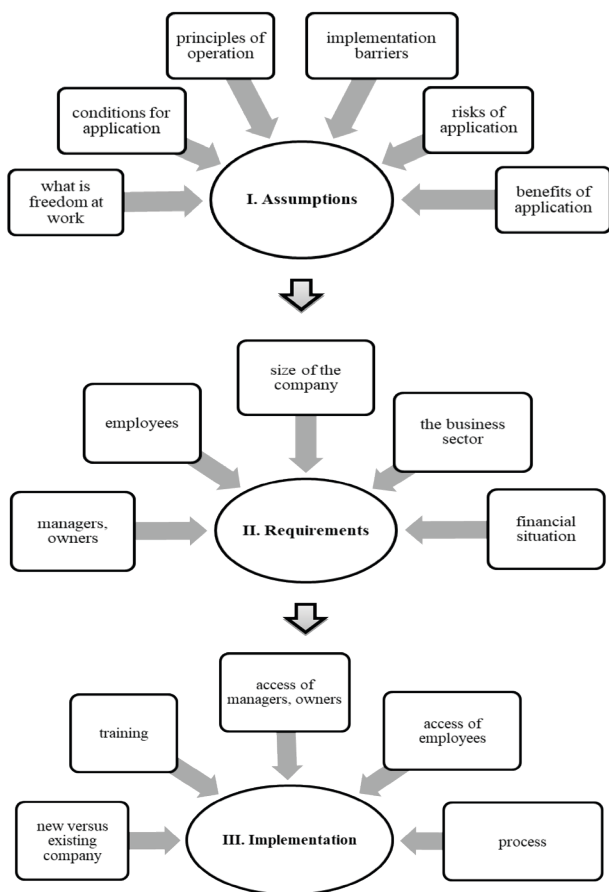 principles of
operation
implementation
barriers
conditions for
application
risks of
application
what is
freedom at
work
I. Assumptions
benefits of
application
size of the
company
employees
the business
sector
managers,
owners
II. Requirements
financial
situation
access of
managers, owners
training
access of
employees
new versus
existing
company
III. Implementation
process